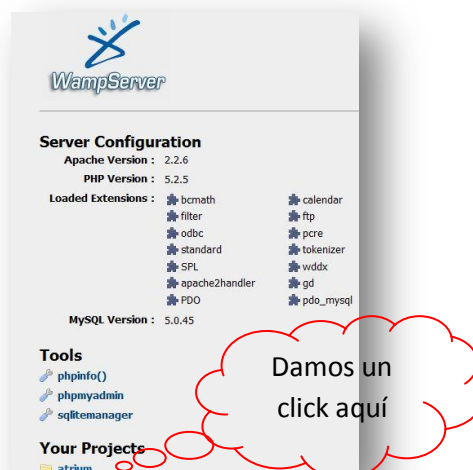 WampServer
Server Configuration
Apache Version : 2.2.6
PHP Version : 5.2.5
Loaded Extensions : bcmath calendar
filter ftp
odbc pcre
standard tokenizer
SPL wddx
apache2handler gd
PDO pdo_mysql
MySQL Version : 5.0.45
Tools
phpinfo()
phpmyadmin
sqlitemanager
Your Projects
atrium
Damos un
click aquí